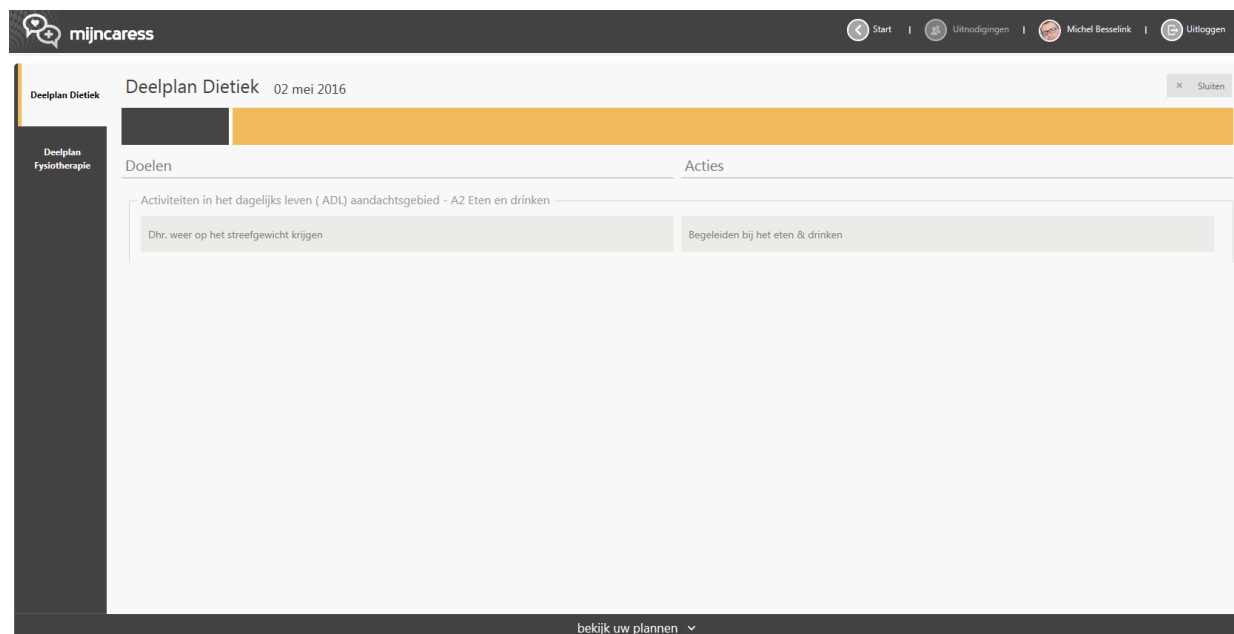 mijncaress
Start | Uitnodigingen | Michel Besselink | Uitloggen
Deelplan Dietiek
Deelplan
Fysiotherapie
Deelplan Dietiek 02 mei 2016
× Sluiten
Doelen
Acties
Activiteiten in het dagelijks leven ( ADL) aandachtsgebied - A2 Eten en drinken
Dhr. weer op het streefgewicht krijgen
Begeleiden bij het eten & drinken
bekijk uw plannen